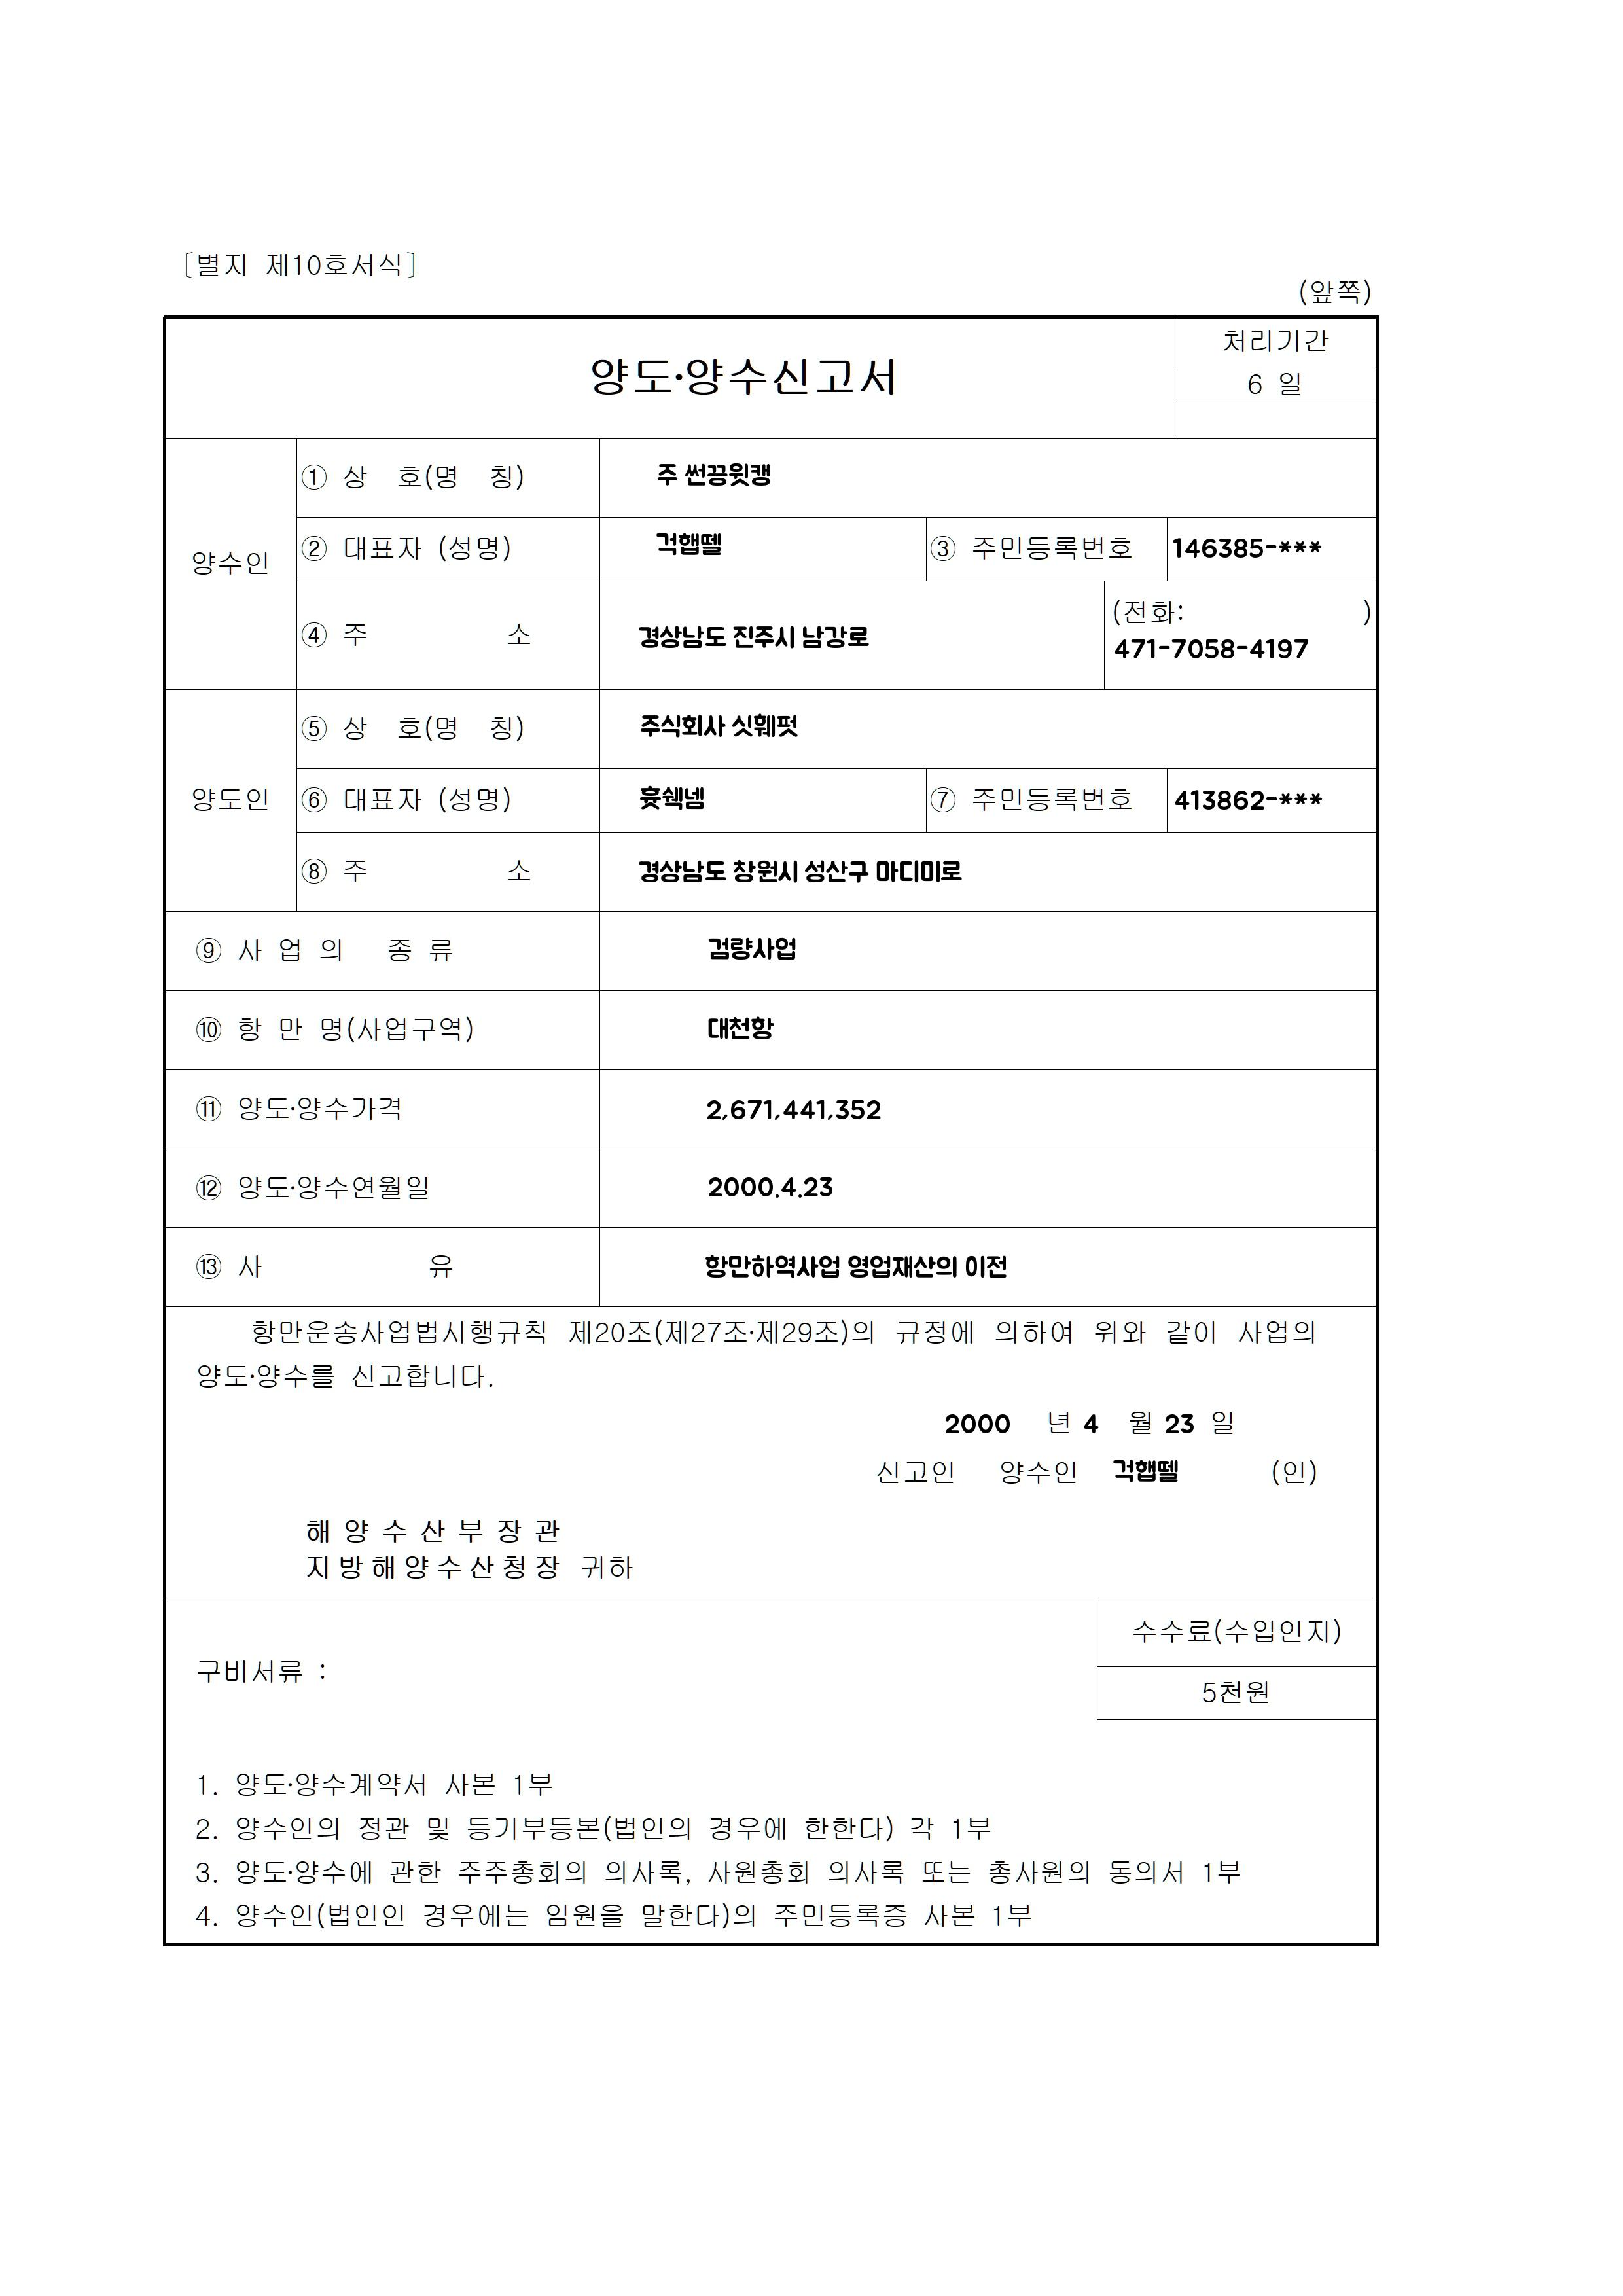 [별지 제10호서식]
(앞쪽)
양도·양수신고서
처리기간
6 일
양수인
① 상 호(명 칭) 주 썬끙윗캥
② 대표자 (성명) 걱햅뗄 ③ 주민등록번호 146385-***
④ 주 소 경상남도 진주시 남강로 (전화: )
471-7058-4197
양도인
⑤ 상 호(명 칭) 주식회사 싯훼펏
⑥ 대표자 (성명) 훗쉑넴 ⑦ 주민등록번호 413862-***
⑧ 주 소 경상남도 창원시 성산구 마디미로
⑨ 사 업 의 종 류 검량사업
⑩ 항 만 명(사업구역) 대천항
⑪ 양도·양수가격 2,671,441,352
⑫ 양도·양수연월일 2000.4.23
⑬ 사 유 항만하역사업 영업재산의 이전
항만운송사업법시행규칙 제20조(제27조·제29조)의 규정에 의하여 위와 같이 사업의
양도·양수를 신고합니다.
2000 년 4 월 23 일
신고인 양수인 걱햅뗄 (인)
해 양 수 산 부 장 관
지 방 해 양 수 산 청 장 귀하
구비서류 :
수수료(수입인지)
5천원
1. 양도·양수계약서 사본 1부
2. 양수인의 정관 및 등기부등본(법인의 경우에 한한다) 각 1부
3. 양도·양수에 관한 주주총회의 의사록, 사원총회 의사록 또는 총사원의 동의서 1부
4. 양수인(법인인 경우에는 임원을 말한다)의 주민등록증 사본 1부